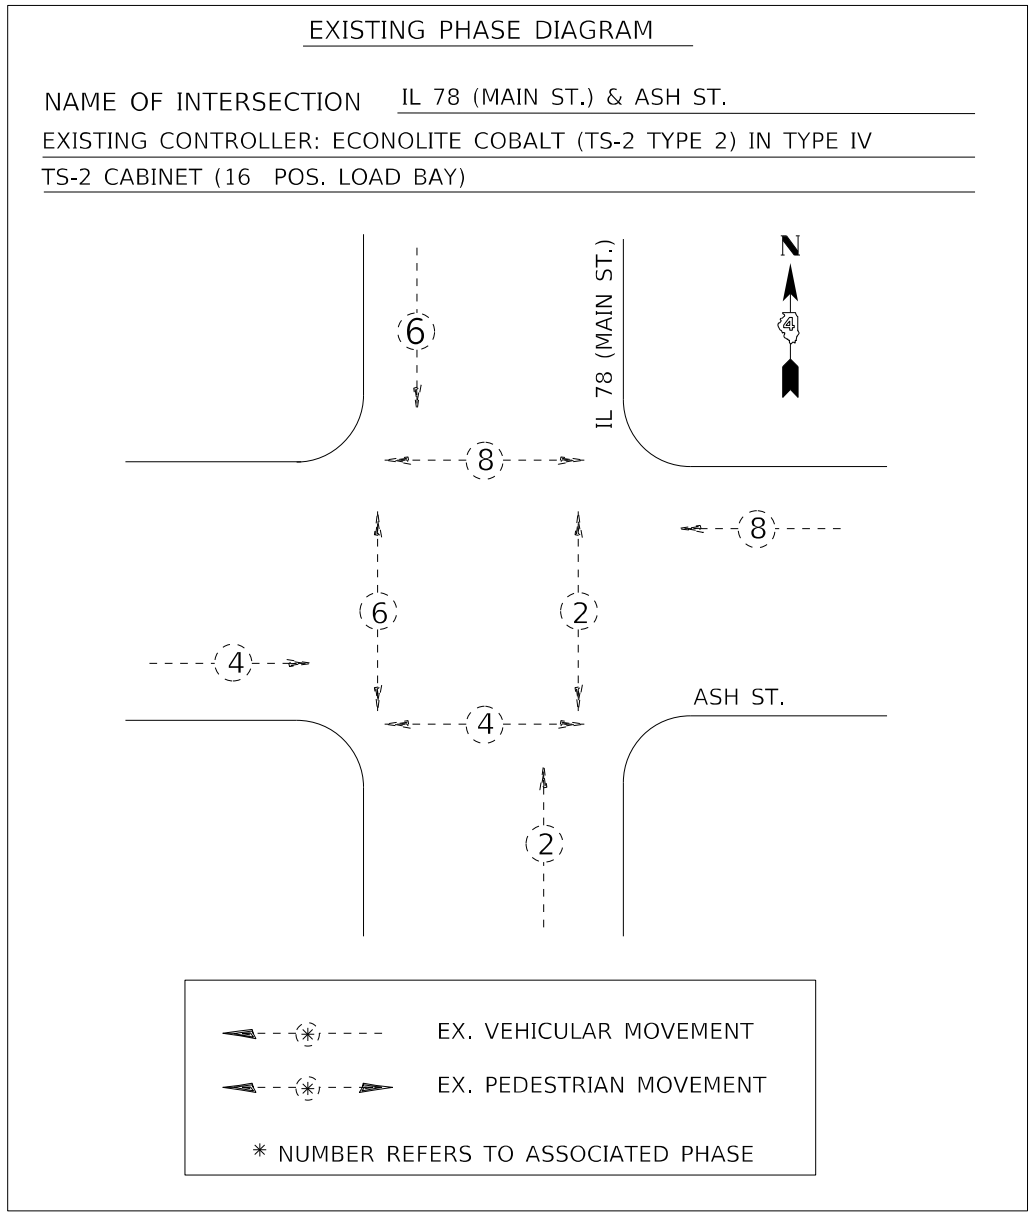 EXISTING PHASE DIAGRAM
NAME OF INTERSECTION IL 78 (MAIN ST.) & ASH ST.
EXISTING CONTROLLER: ECONOLITE COBALT (TS-2 TYPE 2) IN TYPE IV
TS-2 CABINET (16 POS. LOAD BAY)
N
IL 78 (MAIN ST.)
4
6
8
8
6
2
4
ASH ST.
4
2
* EX. VEHICULAR MOVEMENT
* EX. PEDESTRIAN MOVEMENT
* NUMBER REFERS TO ASSOCIATED PHASE